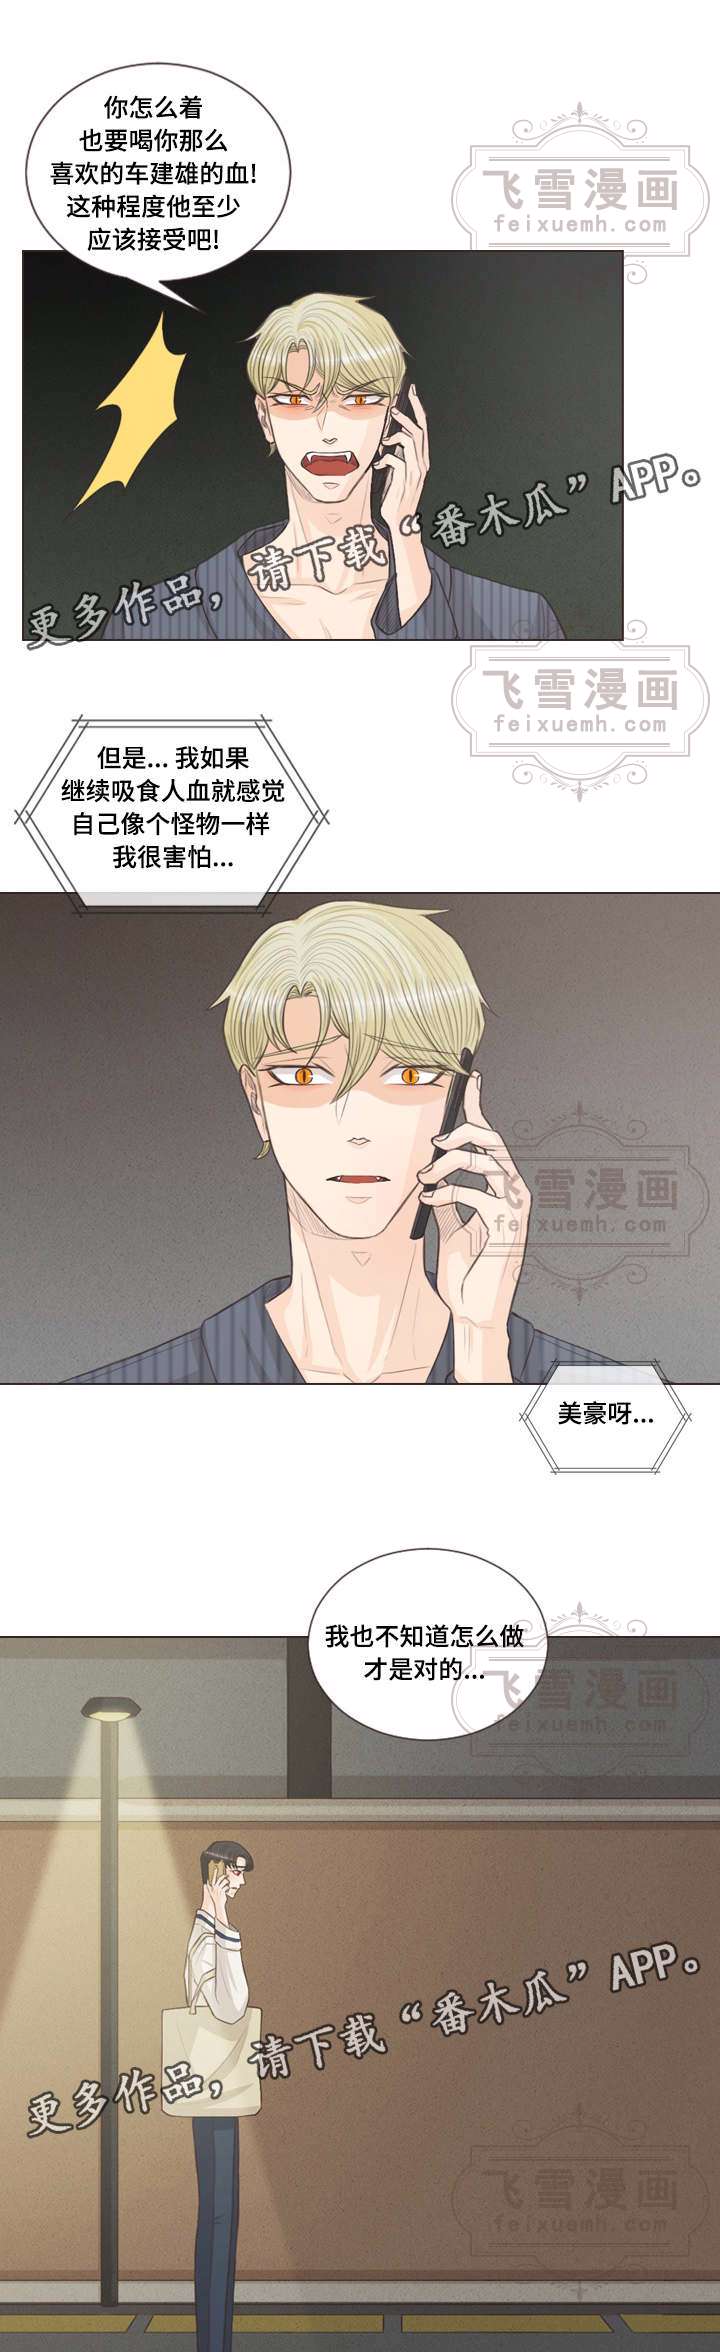 你怎么着
也要喝你那么
喜欢的车建雄的血!
这种程度他至少
应该接受吧!
飞雪漫画
feixuemh.com
更多作品，请下载“番木瓜”APP。
飞雪漫画
feixuemh.com
但是... 我如果
继续吸食人血就感觉
自己像个怪物一样
我很害怕...
飞雪漫画
feixuemh.com
美豪呀...
我也不知道怎么做
才是对的...
飞雪漫画
feixuemh.com
更多作品，请下载“番木瓜”APP。
飞雪漫画
feixuemh.com